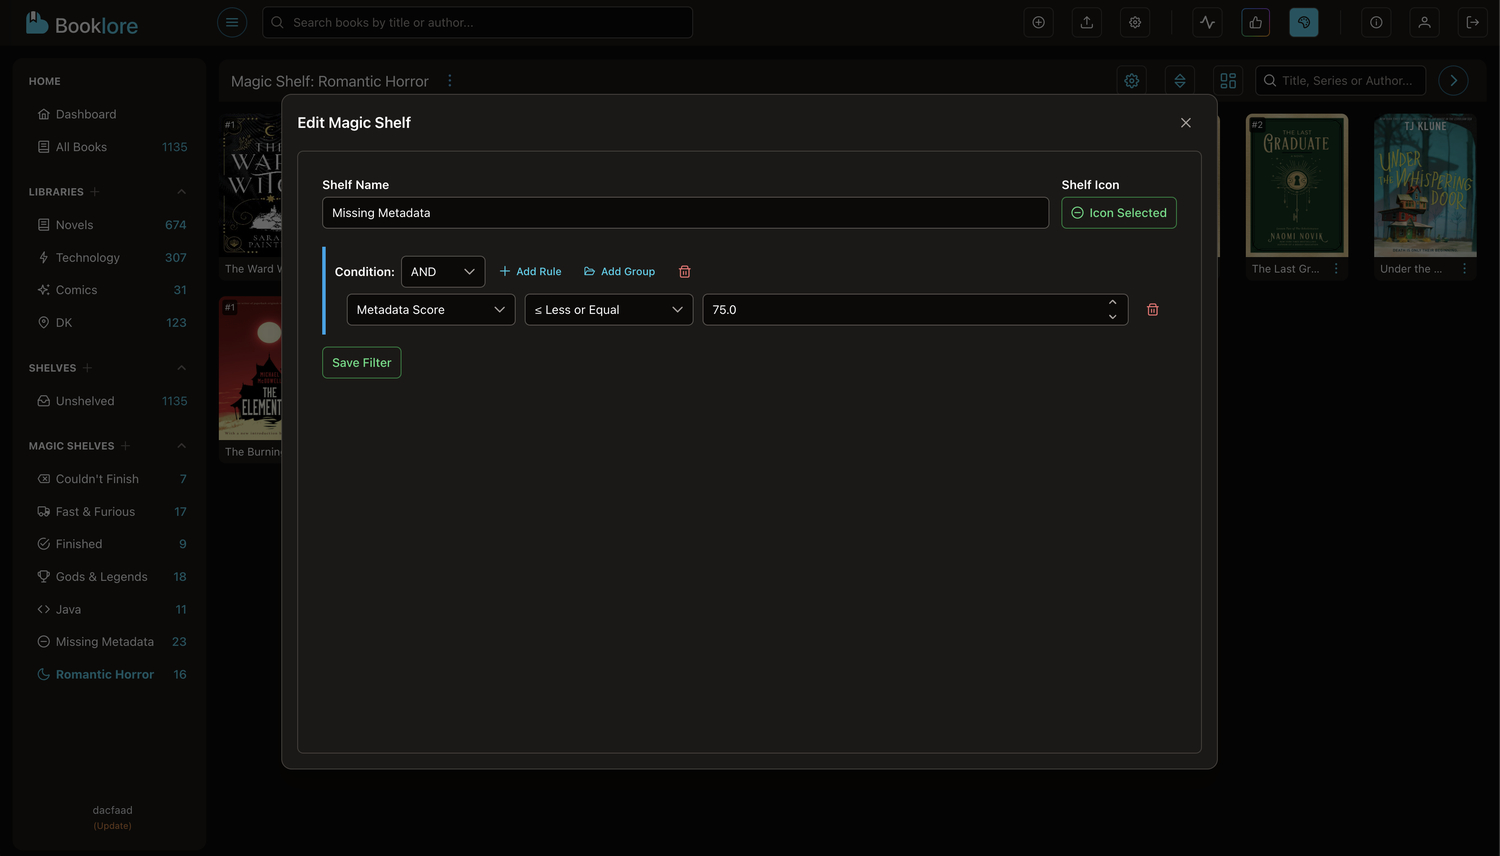 Booklore
Search books by title or author...
HOME
Dashboard
All Books 1135
LIBRARIES
Novels 674
Technology 307
Comics 31
DK 123
SHELVES
Unshelved 1135
MAGIC SHELVES
Couldn't Finish 7
Fast & Furious 17
Finished 9
Gods & Legends 18
Java 11
Missing Metadata 23
Romantic Horror 16
dacfaad
(Update)
Magic Shelf: Romantic Horror
Title, Series or Author...
#1
THE
The Ward W
#1
THE
The Burnin
Edit Magic Shelf
Shelf Name
Missing Metadata
Shelf Icon
Icon Selected
Condition: AND Add Rule Add Group
Metadata Score ≤ Less or Equal 75.0
Save Filter
#2
THE LAST
GRADUATE
NAOMI NOVIK
The Last Gr...
TJ KLUNE
UNDER
THE WHISPERING
DOOR
Under the ...